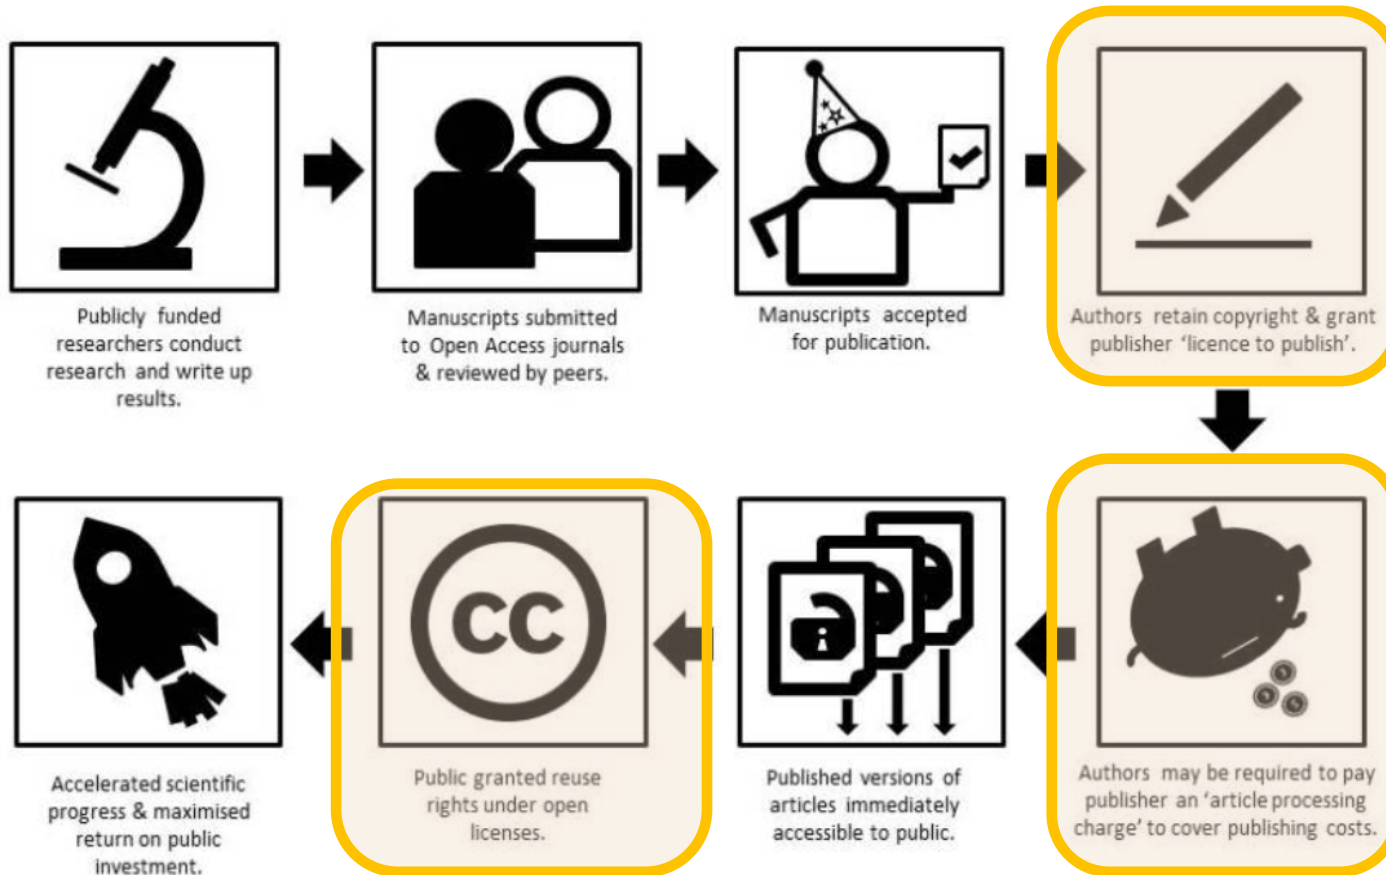 Publicly funded
researchers conduct
research and write up
results.
Manuscripts submitted
to Open Access journals
& reviewed by peers.
Manuscripts accepted
for publication.
Authors retain copyright & grant
publisher ‘licence to publish’.
Authors may be required to pay
publisher an ‘article processing
charge’ to cover publishing costs.
Published versions of
articles immediately
accessible to public.
cc
Public granted reuse
rights under open
licenses.
Accelerated scientific
progress & maximised
return on public
investment.